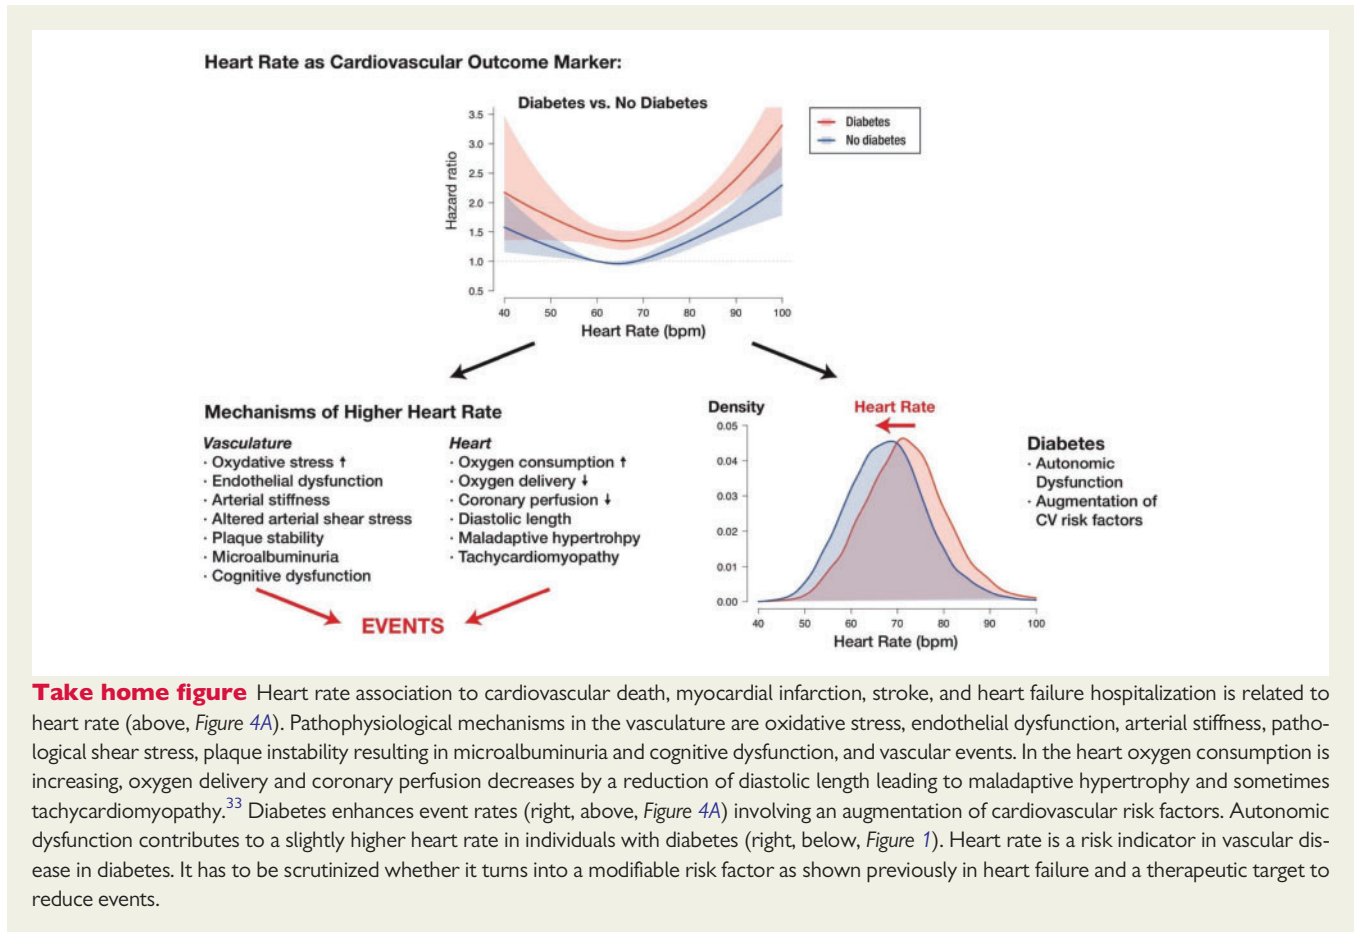 Heart Rate as Cardiovascular Outcome Marker:
Diabetes vs. No Diabetes
Hazard ratio
3.5
3.0
2.5
2.0
1.5
1.0
0.5
40 50 60 70 80 90 100
Heart Rate (bpm)
Diabetes
No diabetes
Mechanisms of Higher Heart Rate
Vasculature
· Oxydative stress ↑
· Endothelial dysfunction
· Arterial stiffness
· Altered arterial shear stress
· Plaque stability
· Microalbuminuria
· Cognitive dysfunction
Heart
· Oxygen consumption ↑
· Oxygen delivery ↓
· Coronary perfusion ↓
· Diastolic length
· Maladaptive hypertrohpy
· Tachycardiomyopathy
EVENTS
Density
Heart Rate
0.05
0.04
0.03
0.02
0.01
0.00
40 50 60 70 80 90 100
Heart Rate (bpm)
Diabetes
· Autonomic
Dysfunction
· Augmentation of
CV risk factors
Take home figure Heart rate association to cardiovascular death, myocardial infarction, stroke, and heart failure hospitalization is related to
heart rate (above, Figure 4A). Pathophysiological mechanisms in the vasculature are oxidative stress, endothelial dysfunction, arterial stiffness, patho-
logical shear stress, plaque instability resulting in microalbuminuria and cognitive dysfunction, and vascular events. In the heart oxygen consumption is
increasing, oxygen delivery and coronary perfusion decreases by a reduction of diastolic length leading to maladaptive hypertrophy and sometimes
tachycardiomyopathy.33 Diabetes enhances event rates (right, above, Figure 4A) involving an augmentation of cardiovascular risk factors. Autonomic
dysfunction contributes to a slightly higher heart rate in individuals with diabetes (right, below, Figure 1). Heart rate is a risk indicator in vascular dis-
ease in diabetes. It has to be scrutinized whether it turns into a modifiable risk factor as shown previously in heart failure and a therapeutic target to
reduce events.